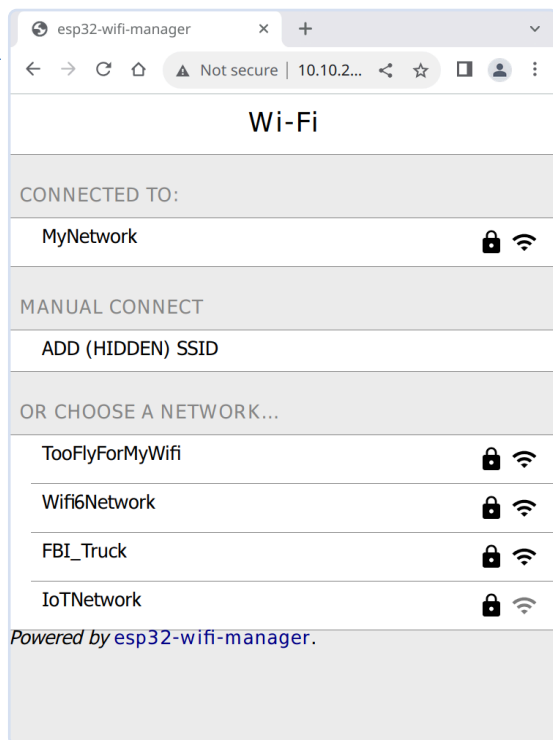 esp32-wifi-manager
Not secure | 10.10.2...
Wi-Fi
CONNECTED TO:
MyNetwork
MANUAL CONNECT
ADD (HIDDEN) SSID
OR CHOOSE A NETWORK...
TooFlyForMyWifi
Wifi6Network
FBI_Truck
IoTNetwork
Powered by esp32-wifi-manager.